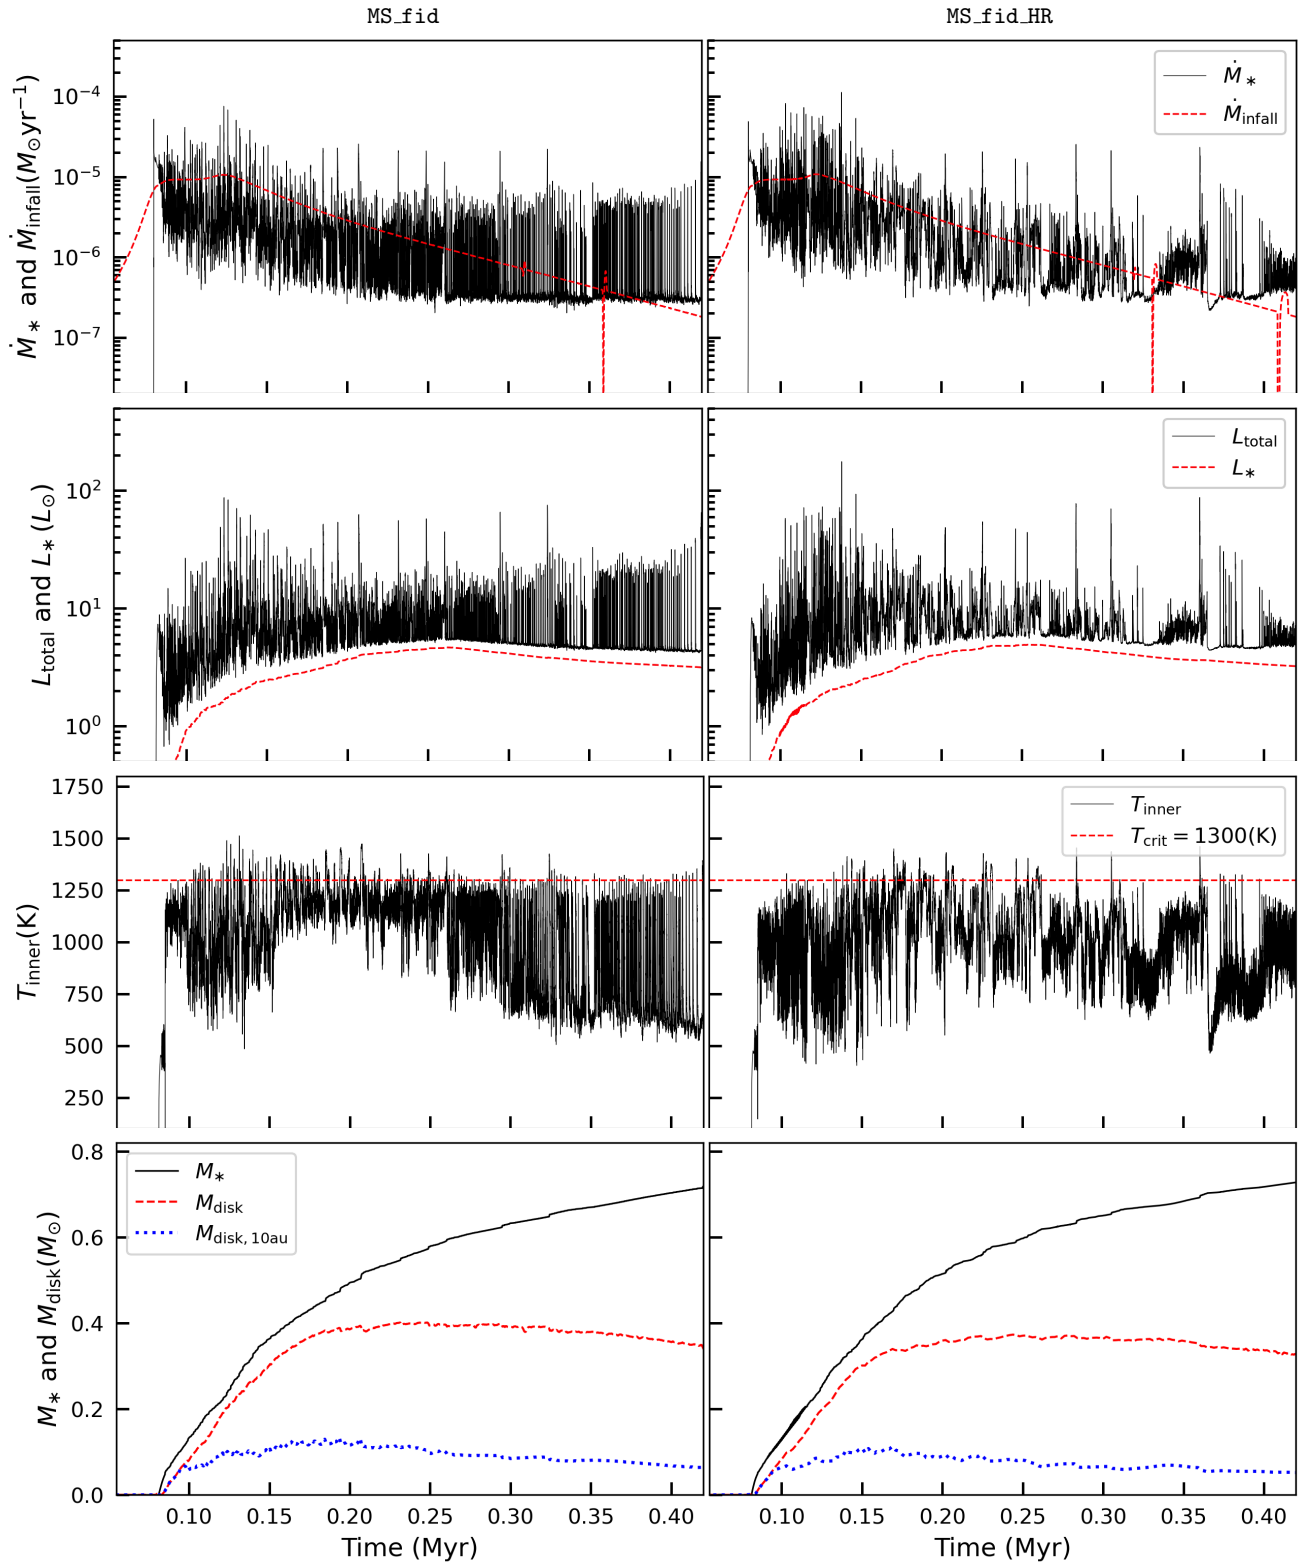 MS_fid
MS_fid_HR
Ṁ∗ and Ṁinfall(M⊙yr−1)
10−4
10−5
10−6
10−7
Ṁ∗
Ṁinfall
Ltotal and L∗(L⊙)
102
101
100
Ltotal
L∗
Tinner(K)
1750
1500
1250
1000
750
500
250
Tinner
Tcrit = 1300(K)
M∗ and Mdisk(M⊙)
0.8
0.6
0.4
0.2
0.0
M∗
Mdisk
Mdisk, 10au
0.10 0.15 0.20 0.25 0.30 0.35 0.40
0.10 0.15 0.20 0.25 0.30 0.35 0.40
Time (Myr)
Time (Myr)